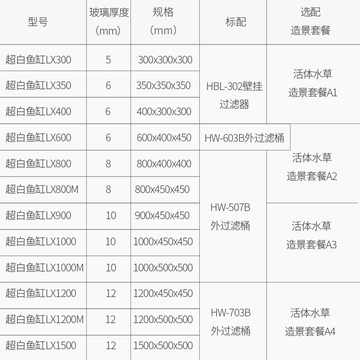 型号 玻璃厚度（mm） 规格（mm） 标配 选配造景套餐
超白鱼缸LX300 5 300x300x300
超白鱼缸LX350 6 350x350x350
超白鱼缸LX400 6 400x300x300
HBL-302壁挂
过滤器
活体水草
造景套餐A1
超白鱼缸LX600 6 600x400x450 HW-603B外过滤桶
超白鱼缸LX800 8 800x400x400
超白鱼缸LX800M 8 800x450x450
活体水草
造景套餐A2
超白鱼缸LX900 10 900x450x450
超白鱼缸LX1000 10 1000x450x450
超白鱼缸LX1000M 10 1000x500x500
HW-507B
外过滤桶
活体水草
造景套餐A3
超白鱼缸LX1200 12 1200x450x450
超白鱼缸LX1200M 12 1200x500x500
超白鱼缸LX1500 12 1500x500x500
HW-703B
外过滤桶
活体水草
造景套餐A4